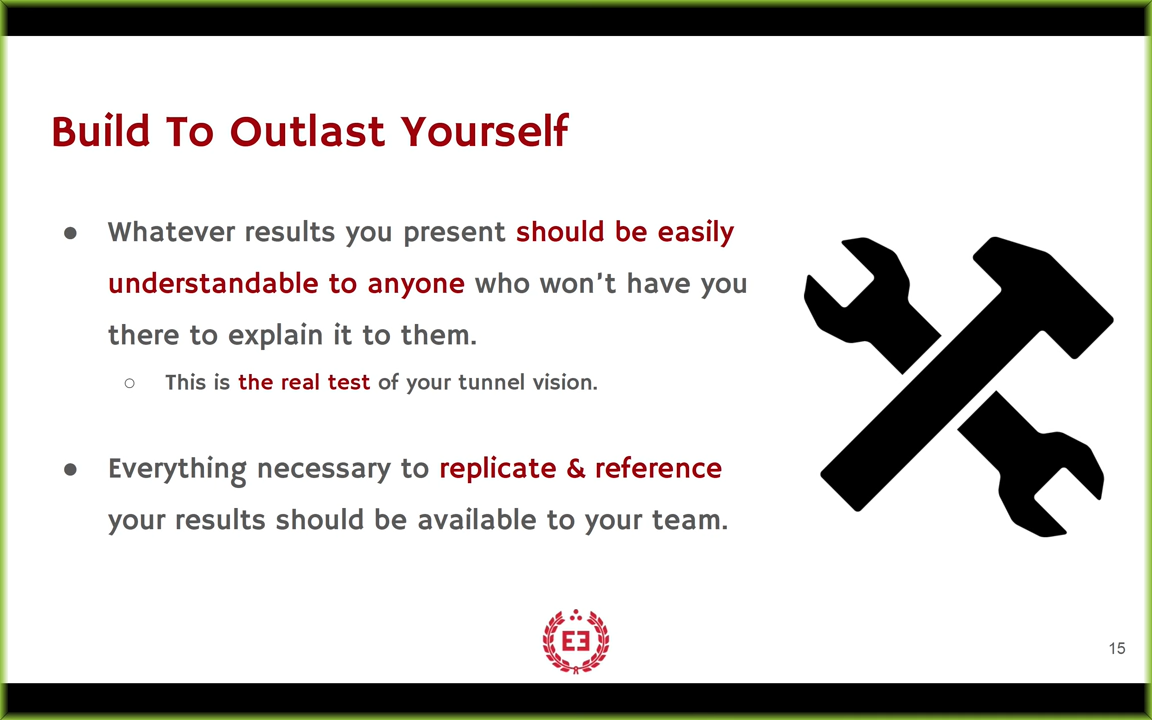 Build To Outlast Yourself
● Whatever results you present should be easily
understandable to anyone who won't have you
there to explain it to them.
○ This is the real test of your tunnel vision.
● Everything necessary to replicate & reference
your results should be available to your team.
EƎ
15